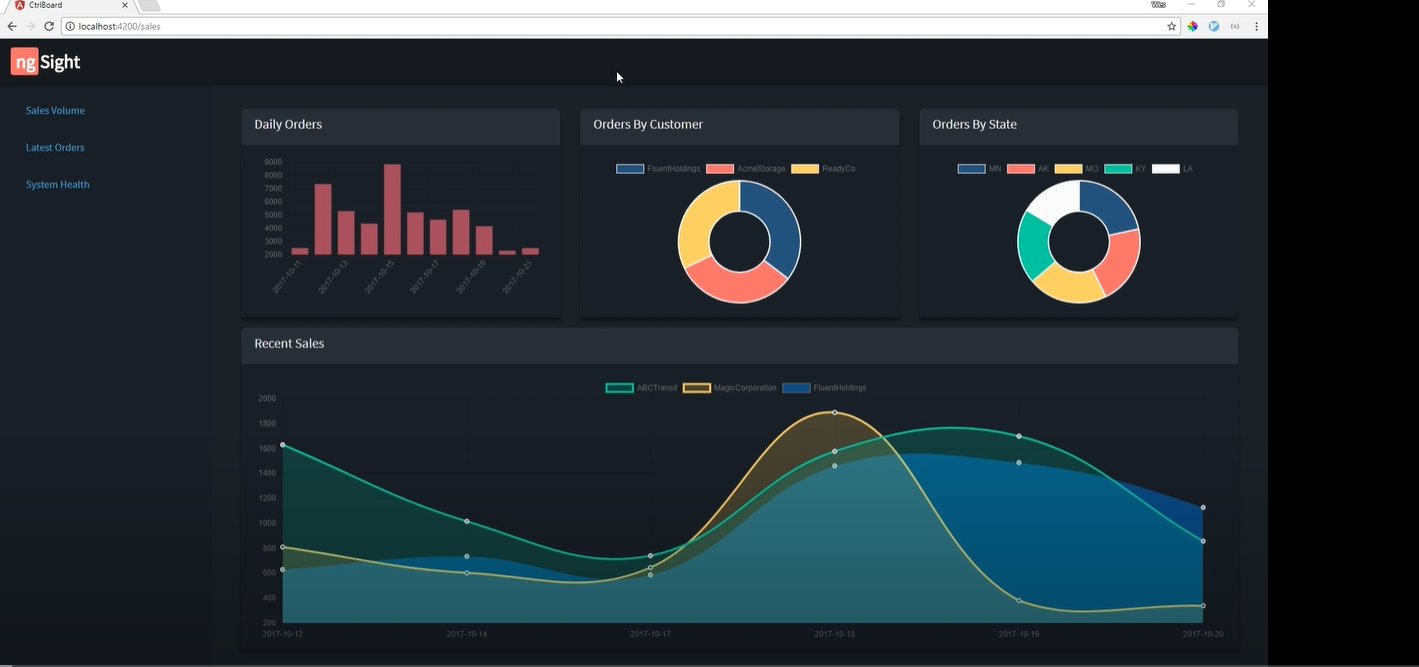 CtrlBoard
Wes
localhost:4200/sales
ng Sight
Sales Volume
Latest Orders
System Health
Daily Orders
9000
8000
7000
6000
5000
4000
3000
2000
2017-10-11
2017-10-13
2017-10-15
2017-10-17
2017-10-19
2017-10-21
Orders By Customer
FluentHoldings AcmeStorage ReadyCo
Orders By State
MN AK MO KY LA
Recent Sales
ABCTransit MagicCorporation FluentHoldings
2000
1800
1600
1400
1200
1000
800
600
400
200
2017-10-12 2017-10-14 2017-10-17 2017-10-18 2017-10-19 2017-10-20